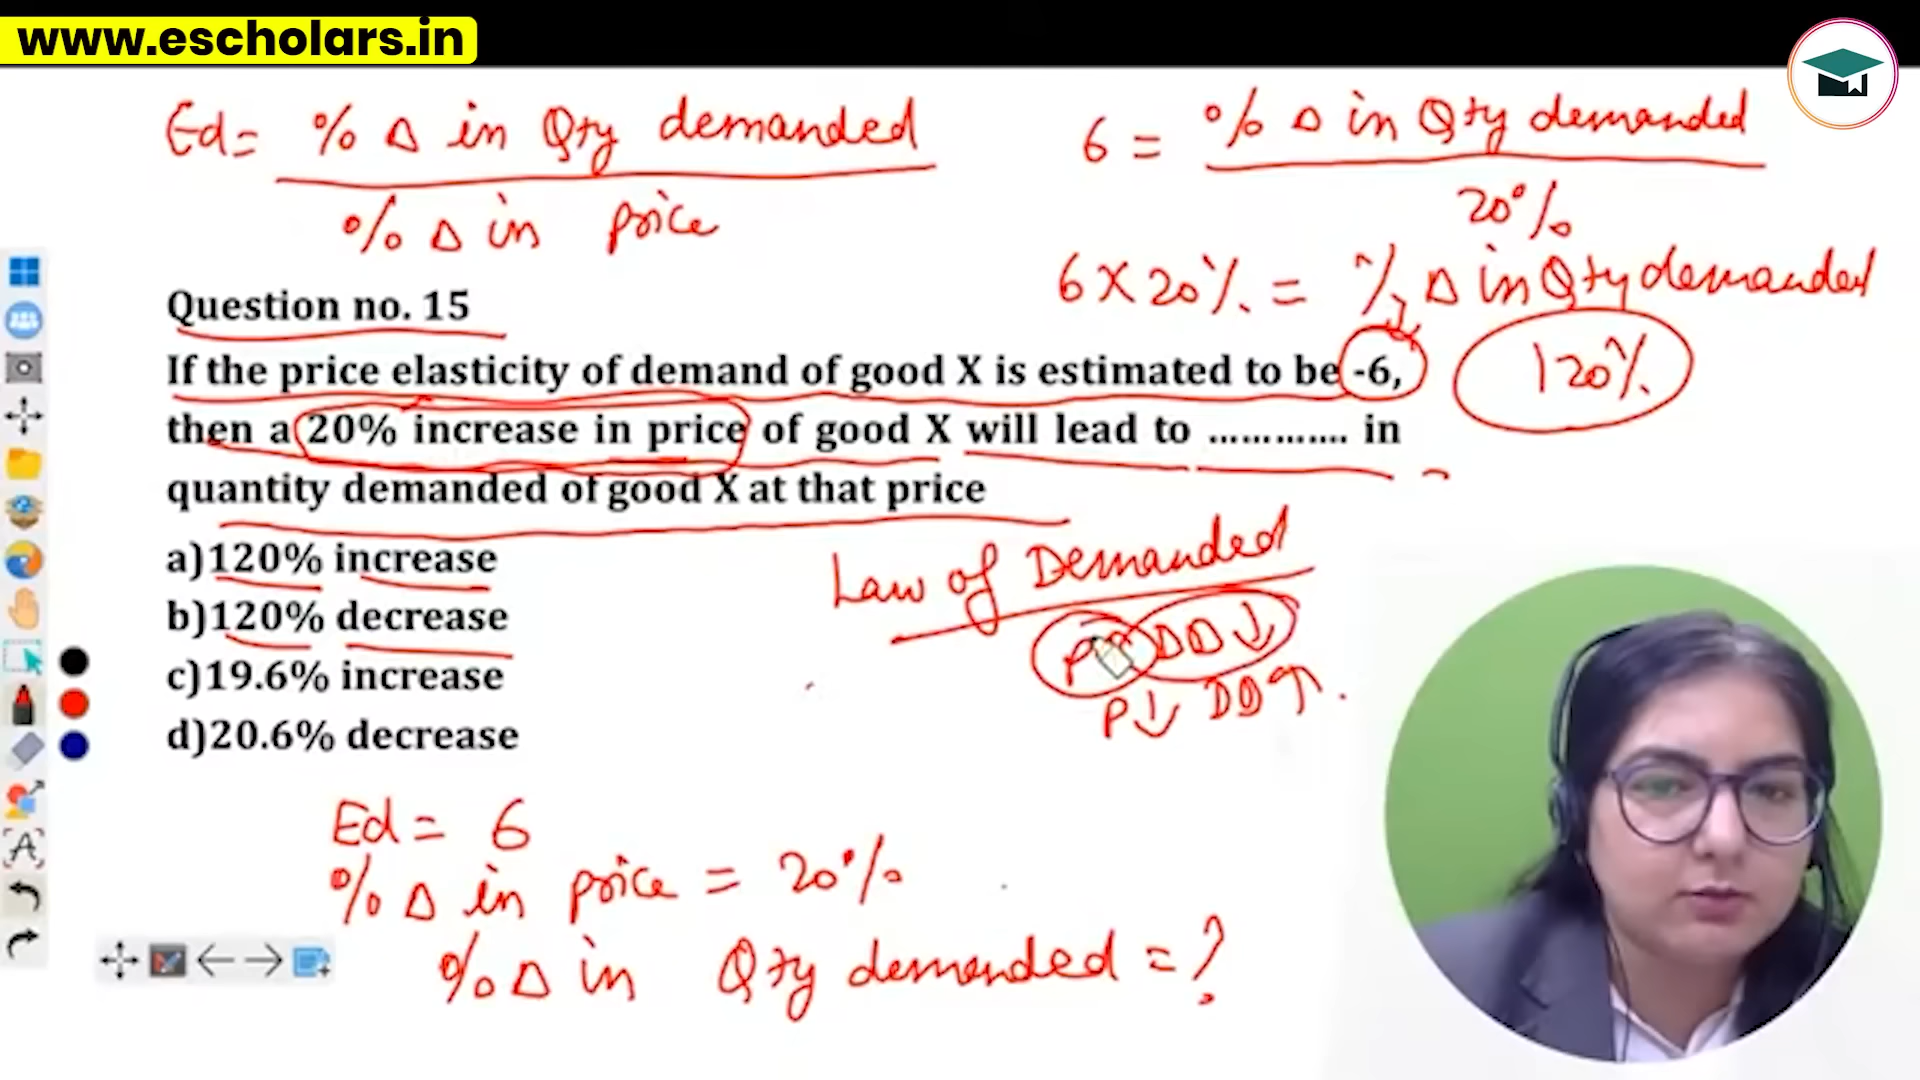 www.escholars.in
Ed = % Δ in Qty demanded
% Δ in price
6 = % Δ in Qty demanded
20%
6 × 20% = % Δ in Qty demanded
120%
Question no. 15
If the price elasticity of demand of good X is estimated to be -6,
then a 20% increase in price of good X will lead to ............. in
quantity demanded of good X at that price
a)120% increase
b)120% decrease
c)19.6% increase
d)20.6% decrease
Law of Demanded
P↑ DD↓
P↓ DD↑.
Ed = 6
% Δ in price = 20%
% Δ in Qty demanded = ?